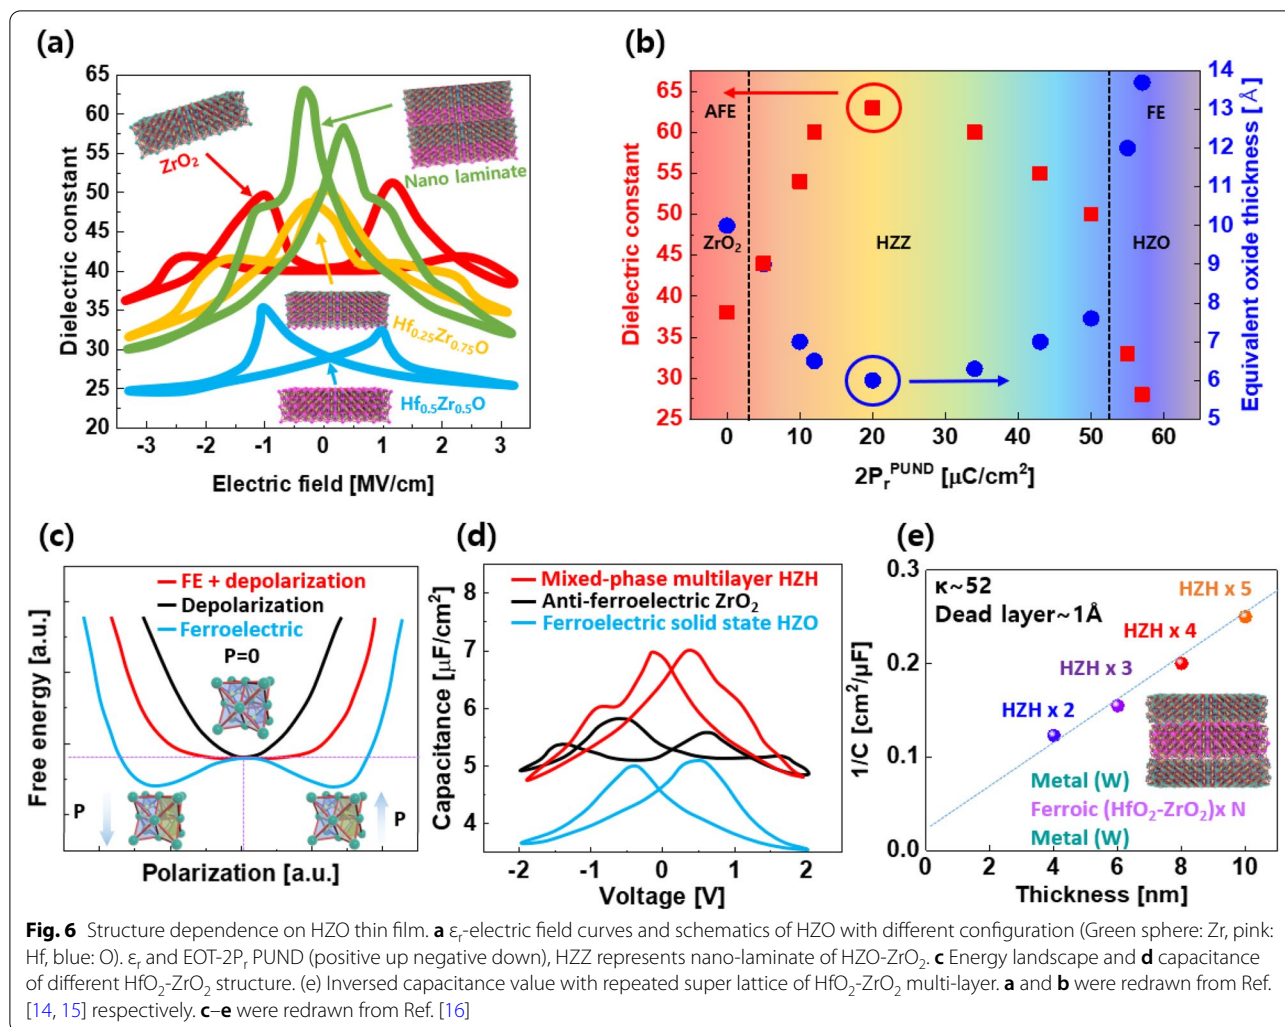 (a)
65
60
55
50
45
40
35
30
25
20
Dielectric constant
ZrO₂
Nano laminate
Hf₀.₂₅Zr₀.₇₅O
Hf₀.₅Zr₀.₅O
-3 -2 -1 0 1 2 3
Electric field [MV/cm]
(b)
65
60
55
50
45
40
35
30
25
Dielectric constant
AFE
FE
ZrO₂
HZZ
HZO
14
13
12
11
10
9
8
7
6
5
Equivalent oxide thickness [Å]
0 10 20 30 40 50 60
2Pᵣᴾᵁᴺᴰ [μC/cm²]
(c)
FE + depolarization
Depolarization
Ferroelectric
P=0
P
P
Free energy [a.u.]
Polarization [a.u.]
(d)
8
7
6
5
4
Capacitance [μF/cm²]
Mixed-phase multilayer HZH
Anti-ferroelectric ZrO₂
Ferroelectric solid state HZO
-2 -1 0 1 2
Voltage [V]
(e)
0.3
0.2
0.1
0.0
1/C [cm²/μF]
κ~52
Dead layer~1Å
HZH x 5
HZH x 4
HZH x 3
HZH x 2
Metal (W)
Ferroic (HfO₂-ZrO₂)x N
Metal (W)
0 2 4 6 8 10
Thickness [nm]
Fig. 6 Structure dependence on HZO thin film. a εᵣ-electric field curves and schematics of HZO with different configuration (Green sphere: Zr, pink:
Hf, blue: O). εᵣ and EOT-2Pᵣ PUND (positive up negative down), HZZ represents nano-laminate of HZO-ZrO₂. c Energy landscape and d capacitance
of different HfO₂-ZrO₂ structure. (e) Inversed capacitance value with repeated super lattice of HfO₂-ZrO₂ multi-layer. a and b were redrawn from Ref.
[14, 15] respectively. c–e were redrawn from Ref. [16]